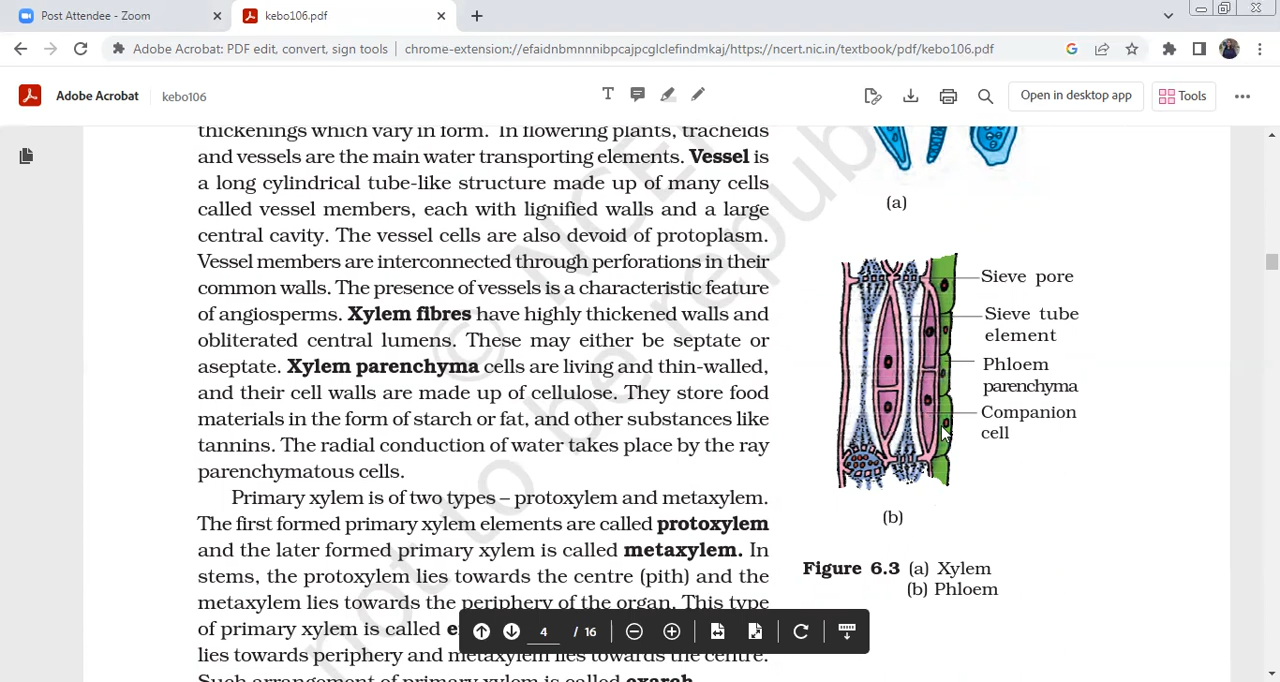 Post Attendee - Zoom
kebo106.pdf
Adobe Acrobat: PDF edit, convert, sign tools
chrome-extension://efaidnbmnnnibpcajpcglclefindmkaj/https://ncert.nic.in/textbook/pdf/kebo106.pdf
Adobe Acrobat
kebo106
Open in desktop app
Tools
thickenings which vary in form. In flowering plants, tracheids
and vessels are the main water transporting elements. Vessel is
a long cylindrical tube-like structure made up of many cells
called vessel members, each with lignified walls and a large
central cavity. The vessel cells are also devoid of protoplasm.
Vessel members are interconnected through perforations in their
common walls. The presence of vessels is a characteristic feature
of angiosperms. Xylem fibres have highly thickened walls and
obliterated central lumens. These may either be septate or
aseptate. Xylem parenchyma cells are living and thin-walled,
and their cell walls are made up of cellulose. They store food
materials in the form of starch or fat, and other substances like
tannins. The radial conduction of water takes place by the ray
parenchymatous cells.
Primary xylem is of two types – protoxylem and metaxylem.
The first formed primary xylem elements are called protoxylem
and the later formed primary xylem is called metaxylem. In
stems, the protoxylem lies towards the centre (pith) and the
metaxylem lies towards the periphery of the organ. This type
of primary xylem is called
lies towards periphery and metaxylem lies towards the centre.
Such arrangement of primary xylem is called exarch
(a)
Sieve pore
Sieve tube
element
Phloem
parenchyma
Companion
cell
(b)
Figure 6.3 (a) Xylem
(b) Phloem
4 / 16
not to be republ